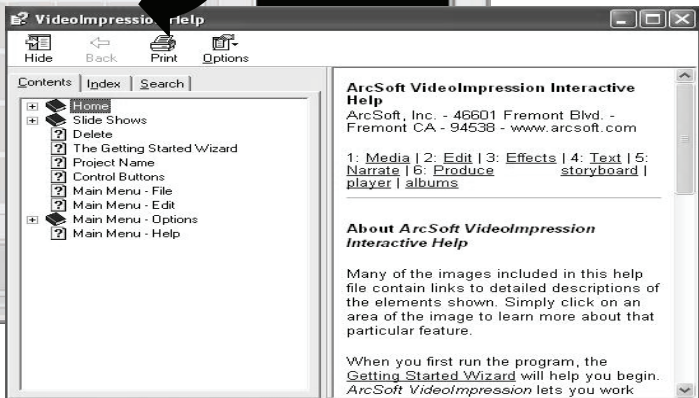 VideoImpression Help
Hide Back Print Options
Contents Index Search
Home
Slide Shows
Delete
The Getting Started Wizard
Project Name
Control Buttons
Main Menu - File
Main Menu - Edit
Main Menu - Options
Main Menu - Help
ArcSoft VideoImpression Interactive
Help
ArcSoft, Inc. - 46601 Fremont Blvd. -
Fremont CA - 94538 - www.arcsoft.com
1: Media | 2: Edit | 3: Effects | 4: Text | 5:
Narrate | 6: Produce storyboard |
player | albums
About ArcSoft VideoImpression
Interactive Help
Many of the images included in this help
file contain links to detailed descriptions of
the elements shown. Simply click on an
area of the image to learn more about that
particular feature.
When you first run the program, the
Getting Started Wizard will help you begin.
ArcSoft VideoImpression lets you work